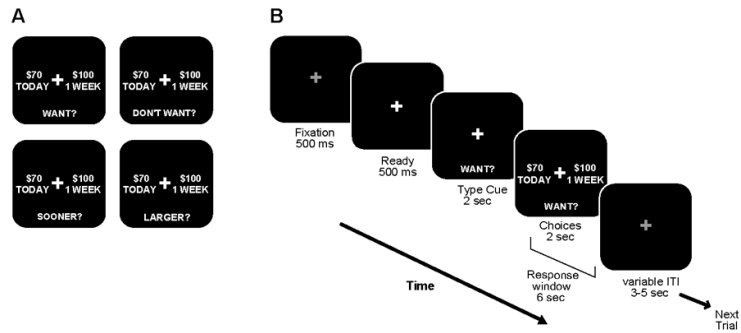 A
$70 $100
TODAY + 1 WEEK
WANT?
$70 $100
TODAY + 1 WEEK
DON'T WANT?
$70 $100
TODAY + 1 WEEK
SOONER?
$70 $100
TODAY + 1 WEEK
LARGER?
B
+
Fixation
500 ms
+
Ready
500 ms
+
WANT?
Type Cue
2 sec
$70 $100
TODAY + 1 WEEK
WANT?
Choices
2 sec
Response
window
6 sec
+
variable ITI
3-5 sec
Time
Next
Trial